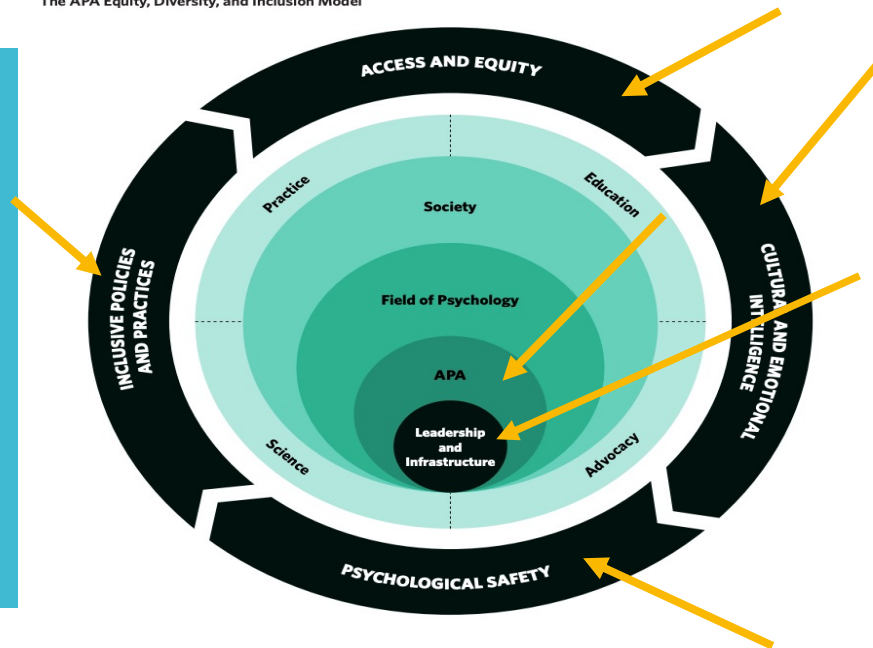 The APA Equity, Diversity, and Inclusion Model
ACCESS AND EQUITY
Practice
Education
Society
Field of Psychology
INCLUSIVE POLICIES
AND PRACTICES
CULTURAL AND EMOTIONAL
INTELLIGENCE
APA
Leadership
and
Infrastructure
Science
Advocacy
PSYCHOLOGICAL SAFETY